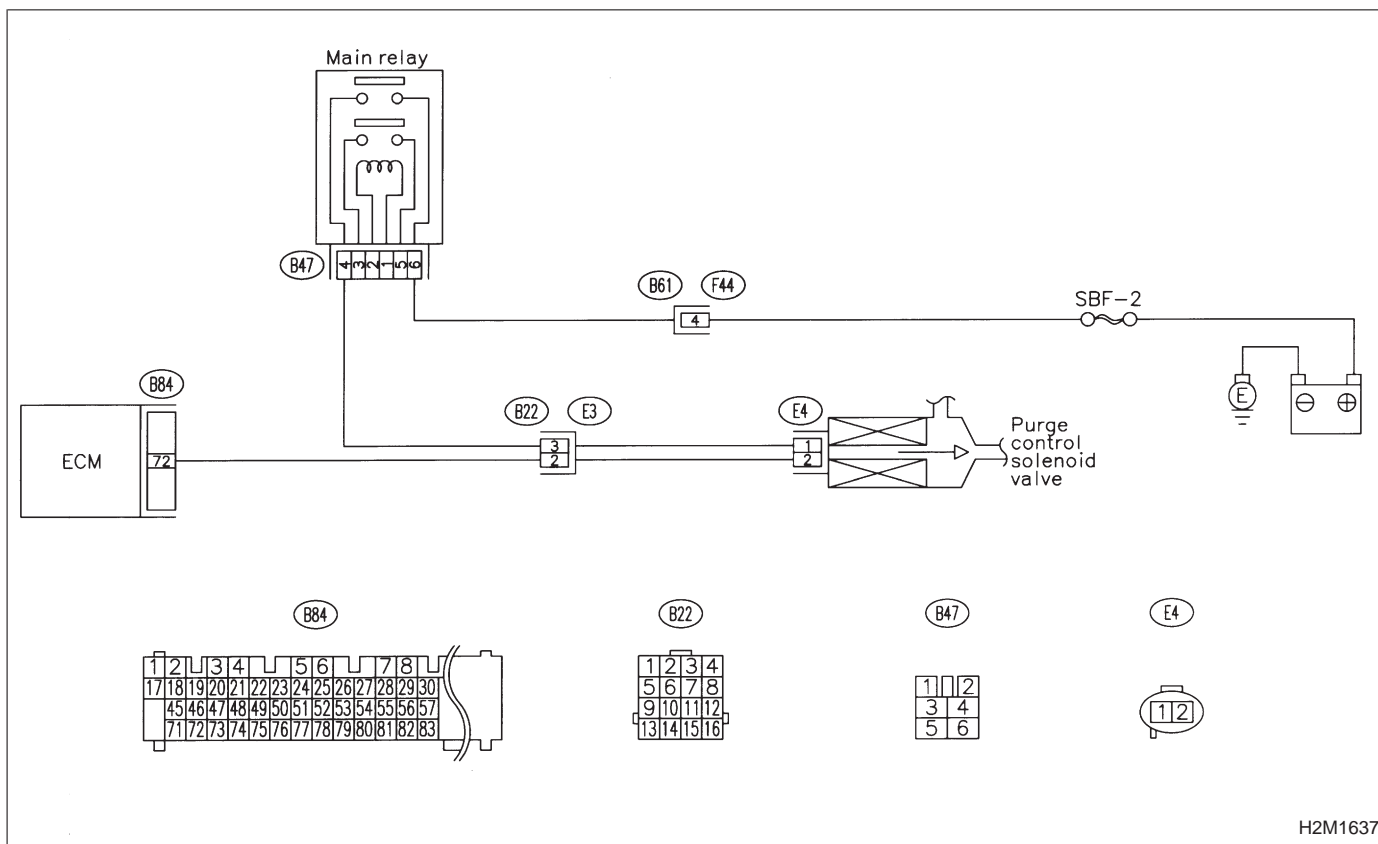 Main relay
B47
4 3 2 1 5 6
B61 F44
4
SBF-2
E
⊖ ⊕
B84
B22 E3
E4
ECM
72
3
2
1
2
Purge
control
solenoid
valve
B84
B22
B47
E4
1 2 3 4 5 6 7 8
17 18 19 20 21 22 23 24 25 26 27 28 29 30
45 46 47 48 49 50 51 52 53 54 55 56 57
71 72 73 74 75 76 77 78 79 80 81 82 83
1 2 3 4
5 6 7 8
9 10 11 12
13 14 15 16
1 2
3 4
5 6
1 2
H2M1637